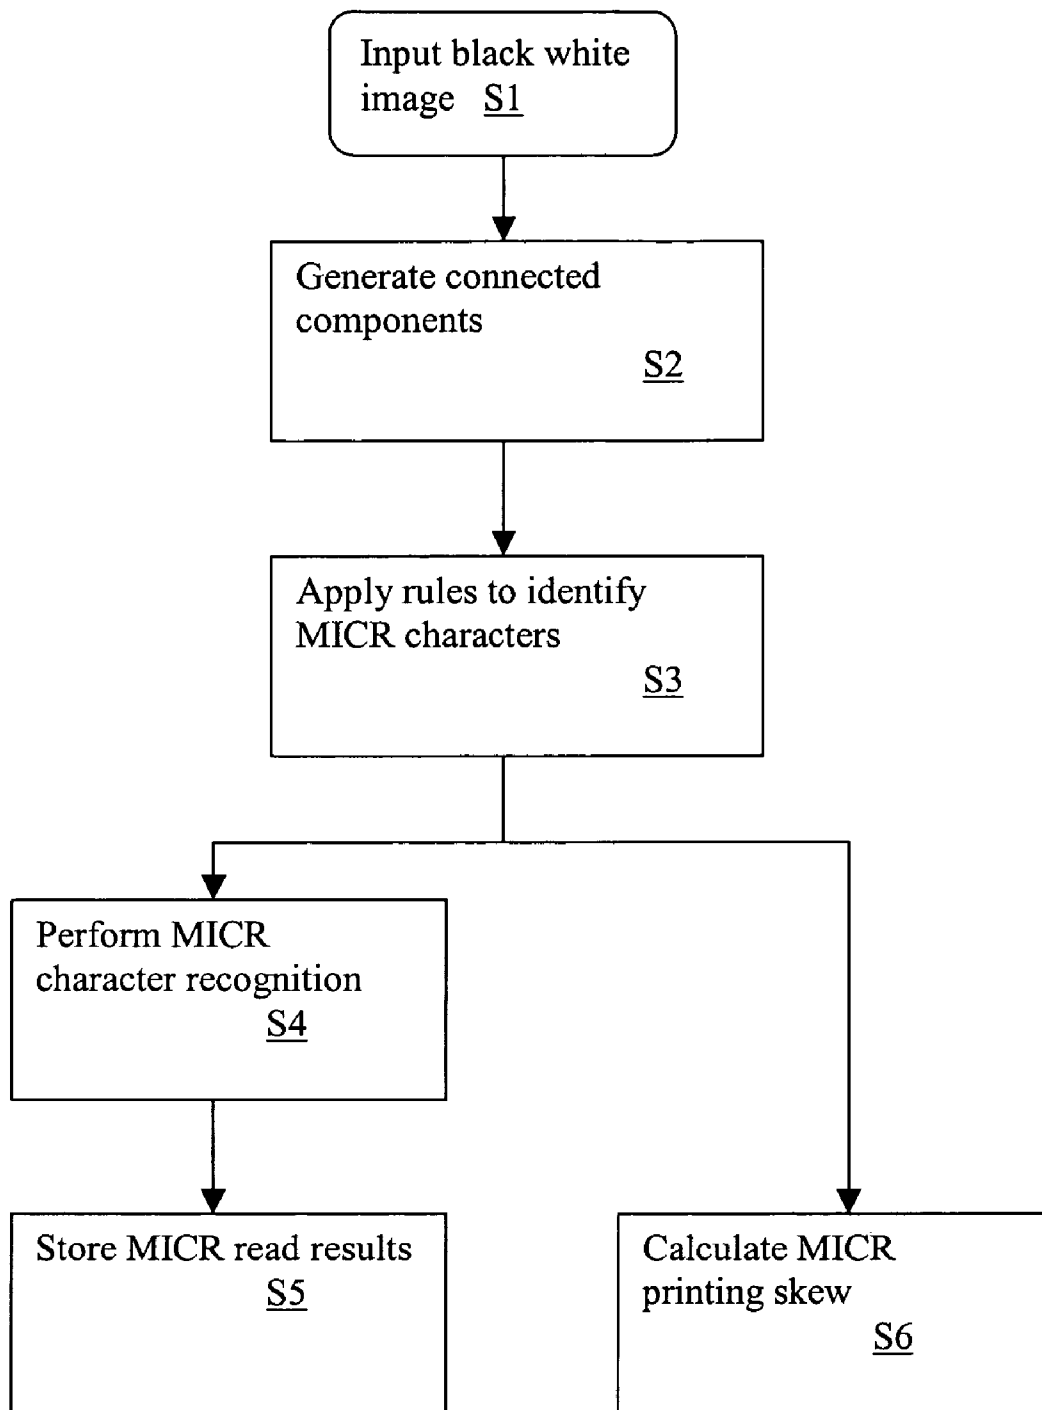 Input black white
image S1
Generate connected
components
S2
Apply rules to identify
MICR characters
S3
Perform MICR
character recognition
S4
Store MICR read results
S5
Calculate MICR
printing skew
S6